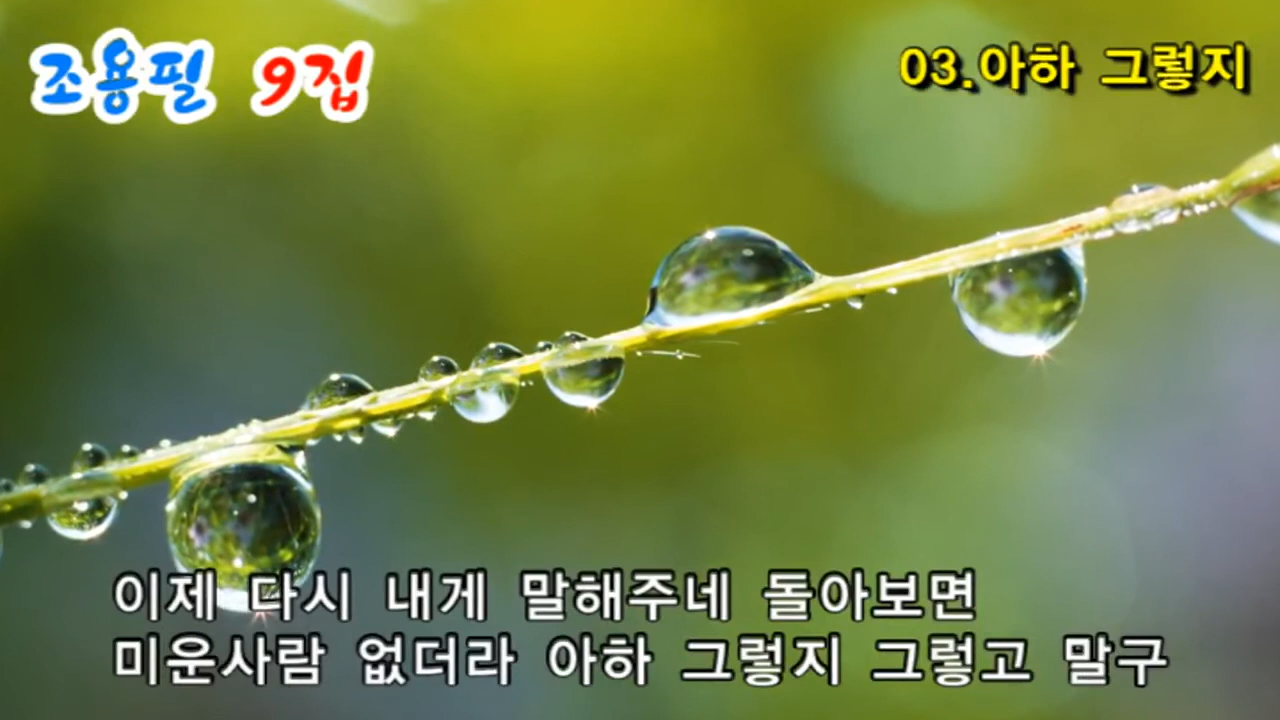 조용필 9집
03.아하 그렇지
이제 다시 내게 말해주네 돌아보면
미운사람 없더라 아하 그렇지 그렇고 말구